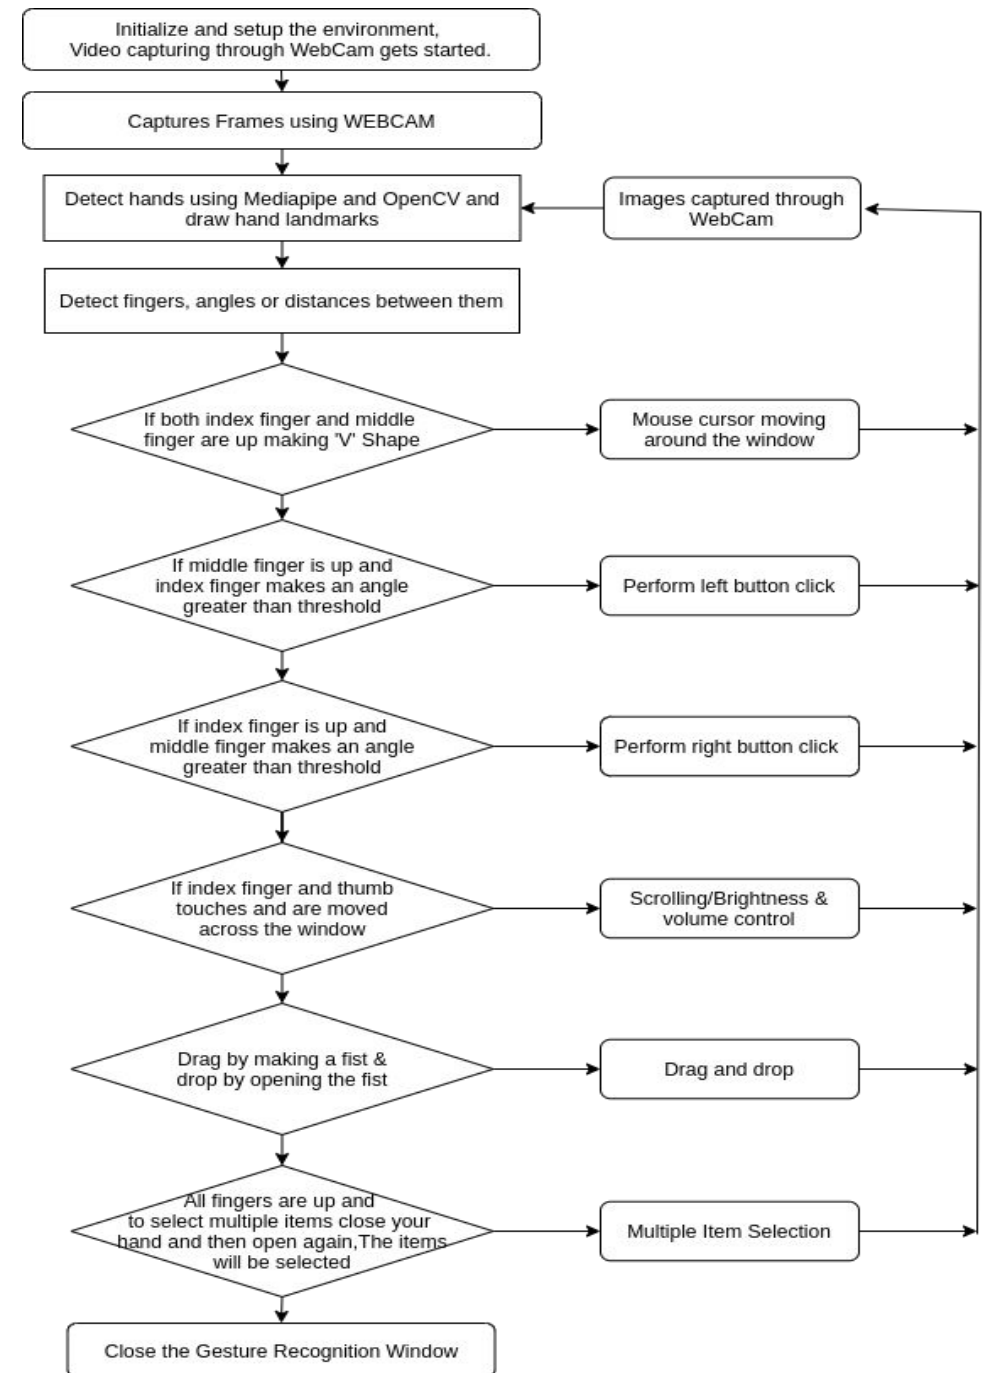 Initialize and setup the environment,
Video capturing through WebCam gets started.
Captures Frames using WEBCAM
Detect hands using Mediapipe and OpenCV and
draw hand landmarks
Images captured through
WebCam
Detect fingers, angles or distances between them
If both index finger and middle
finger are up making 'V' Shape
Mouse cursor moving
around the window
If middle finger is up and
index finger makes an angle
greater than threshold
Perform left button click
If index finger is up and
middle finger makes an angle
greater than threshold
Perform right button click
If index finger and thumb
touches and are moved
across the window
Scrolling/Brightness &
volume control
Drag by making a fist &
drop by opening the fist
Drag and drop
All fingers are up and
to select multiple items close your
hand and then open again,The items
will be selected
Multiple Item Selection
Close the Gesture Recognition Window